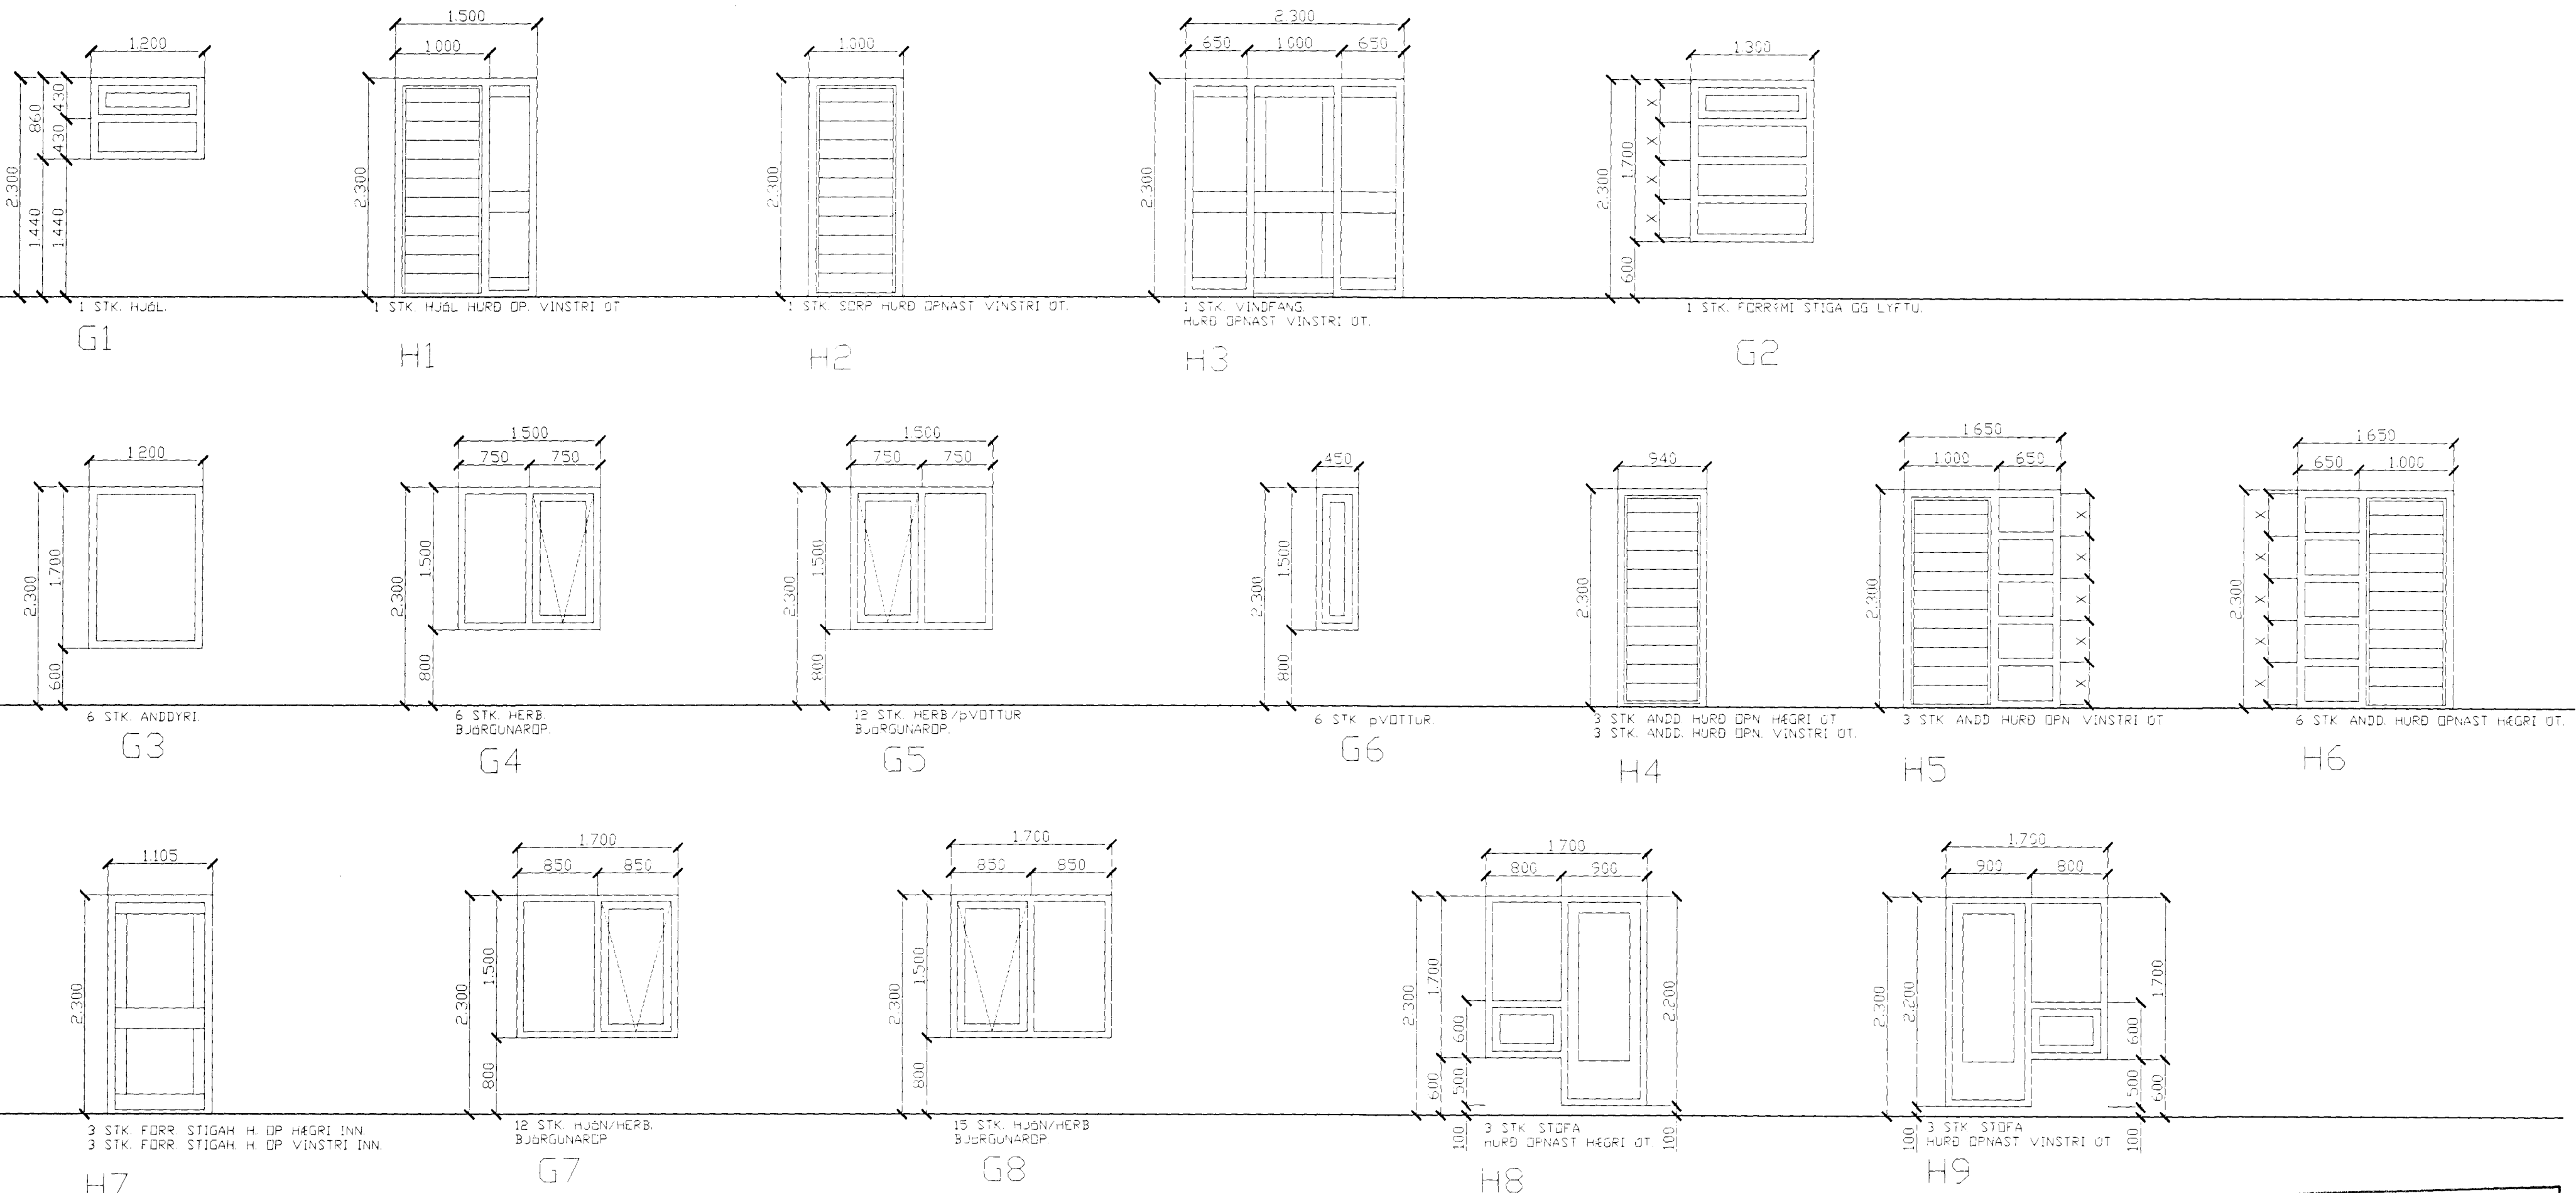 1.200
2.300
860
430
430
1.440
1.440
1 STK. HJÓL.
G1
1.500
1.000
2.300
1 STK. HJÓL HURÐ OP. VINSTRI ÚT
H1
1.000
2.300
1 STK. SORP HURÐ OPNAST VINSTRI ÚT.
H2
2.300
650
1.000
650
2.300
1 STK. VINDFANG.
HURÐ OPNAST VINSTRI ÚT.
H3
1.300
2.300
1.700
600
X
X
X
X
1 STK. FORRÝMI STIGA OG LYFTU.
G2
1.200
2.300
1.700
600
6 STK. ANDDYRI.
G3
1.500
750
750
2.300
1.500
800
6 STK. HERB.
BJÖRGUNAROP.
G4
1.500
750
750
2.300
1.500
800
12 STK. HERB/ÞVOTTUR
BJÖRGUNAROP.
G5
450
2.300
1.500
800
6 STK. ÞVOTTUR.
G6
940
2.300
3 STK ANDD HURÐ OPN HÆGRI ÚT
3 STK. ANDD. HURÐ OPN. VINSTRI ÚT.
H4
1.650
1.000
650
2.300
X
X
X
X
X
3 STK ANDD HURÐ OPN VINSTRI ÚT
H5
1.650
650
1.000
2.300
X
X
X
X
X
6 STK ANDD. HURÐ OPNAST HÆGRI ÚT.
H6
1.105
2.300
3 STK. FORR. STIGAH H. OP HÆGRI INN.
3 STK. FORR. STIGAH. H. OP VINSTRI INN.
H7
1.700
850
850
2.300
1.500
800
12 STK. HJÓN/HERB.
BJÖRGUNAROP
G7
1.700
850
850
2.300
1.500
800
15 STK. HJÓN/HERB
BJÖRGUNAROP
G8
1.700
800
900
2.300
1.700
600
600
500
100
2.200
100
3 STK STOFA
HURÐ OPNAST HÆGRI ÚT
H8
1.700
900
800
2.300
2.200
100
600
500
100
1.700
600
3 STK STOFA
HURÐ OPNAST VINSTRI ÚT
H9